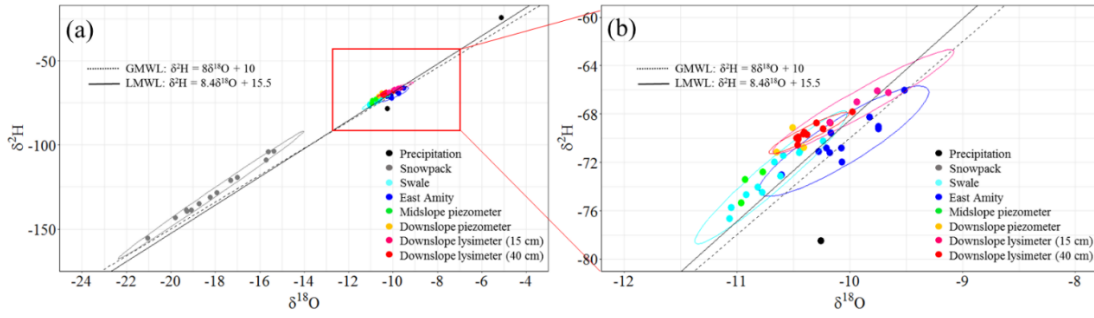 (a)
GMWL: δ²H = 8δ¹⁸O + 10
LMWL: δ²H = 8.4δ¹⁸O + 15.5
δ²H
-50
-100
-150
Precipitation
Snowpack
Swale
East Amity
Midslope piezometer
Downslope piezometer
Downslope lysimeter (15 cm)
Downslope lysimeter (40 cm)
-24 -22 -20 -18 -16 -14 -12 -10 -8 -6 -4
δ¹⁸O
(b)
GMWL: δ²H = 8δ¹⁸O + 10
LMWL: δ²H = 8.4δ¹⁸O + 15.5
δ²H
-60
-64
-68
-72
-76
-80
Precipitation
Snowpack
Swale
East Amity
Midslope piezometer
Downslope piezometer
Downslope lysimeter (15 cm)
Downslope lysimeter (40 cm)
-12 -11 -10 -9 -8
δ¹⁸O